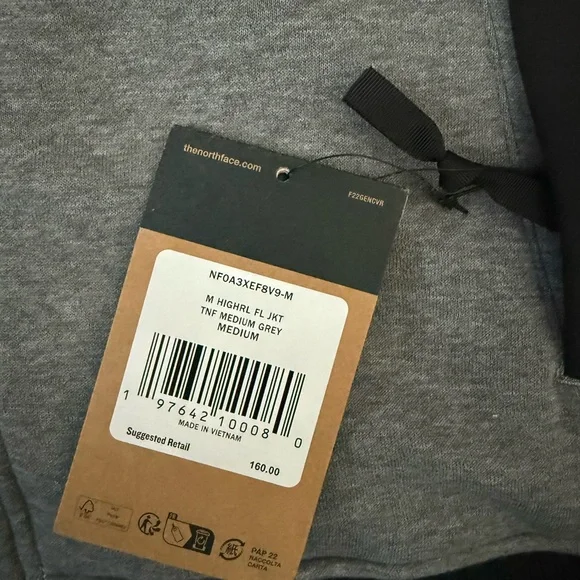 thenorthface.com
F22GENCVR
NF0A3XEF8V9-M
M HIGHRL FL JKT
TNF MEDIUM GREY
MEDIUM
1 97642 10008 0
MADE IN VIETNAM
Suggested Retail
160.00
PAP 22
RACCOLTA
CARTA